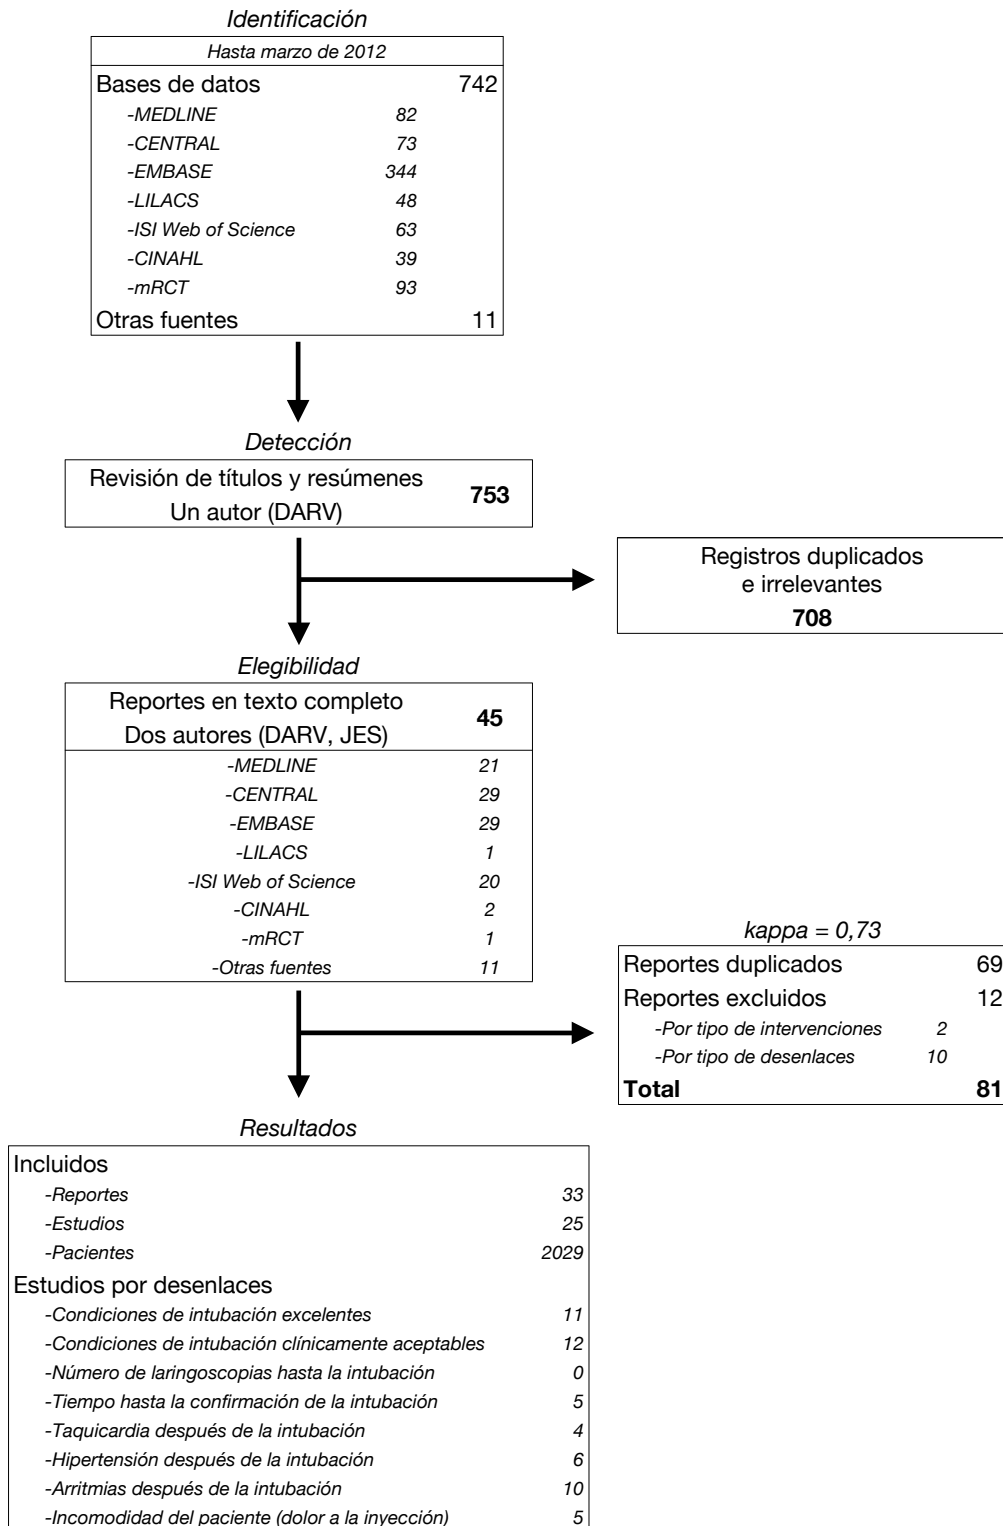 Identificación
Hasta marzo de 2012
Bases de datos 742
-MEDLINE 82
-CENTRAL 73
-EMBASE 344
-LILACS 48
-ISI Web of Science 63
-CINAHL 39
-mRCT 93
Otras fuentes 11
Detección
Revisión de títulos y resúmenes
Un autor (DARV)
753
Registros duplicados
e irrelevantes
708
Elegibilidad
Reportes en texto completo
Dos autores (DARV, JES)
45
-MEDLINE 21
-CENTRAL 29
-EMBASE 29
-LILACS 1
-ISI Web of Science 20
-CINAHL 2
-mRCT 1
-Otras fuentes 11
kappa = 0,73
Reportes duplicados 69
Reportes excluidos 12
-Por tipo de intervenciones 2
-Por tipo de desenlaces 10
Total 81
Resultados
Incluidos
-Reportes 33
-Estudios 25
-Pacientes 2029
Estudios por desenlaces
-Condiciones de intubación excelentes 11
-Condiciones de intubación clínicamente aceptables 12
-Número de laringoscopias hasta la intubación 0
-Tiempo hasta la confirmación de la intubación 5
-Taquicardia después de la intubación 4
-Hipertensión después de la intubación 6
-Arritmias después de la intubación 10
-Incomodidad del paciente (dolor a la inyección) 5